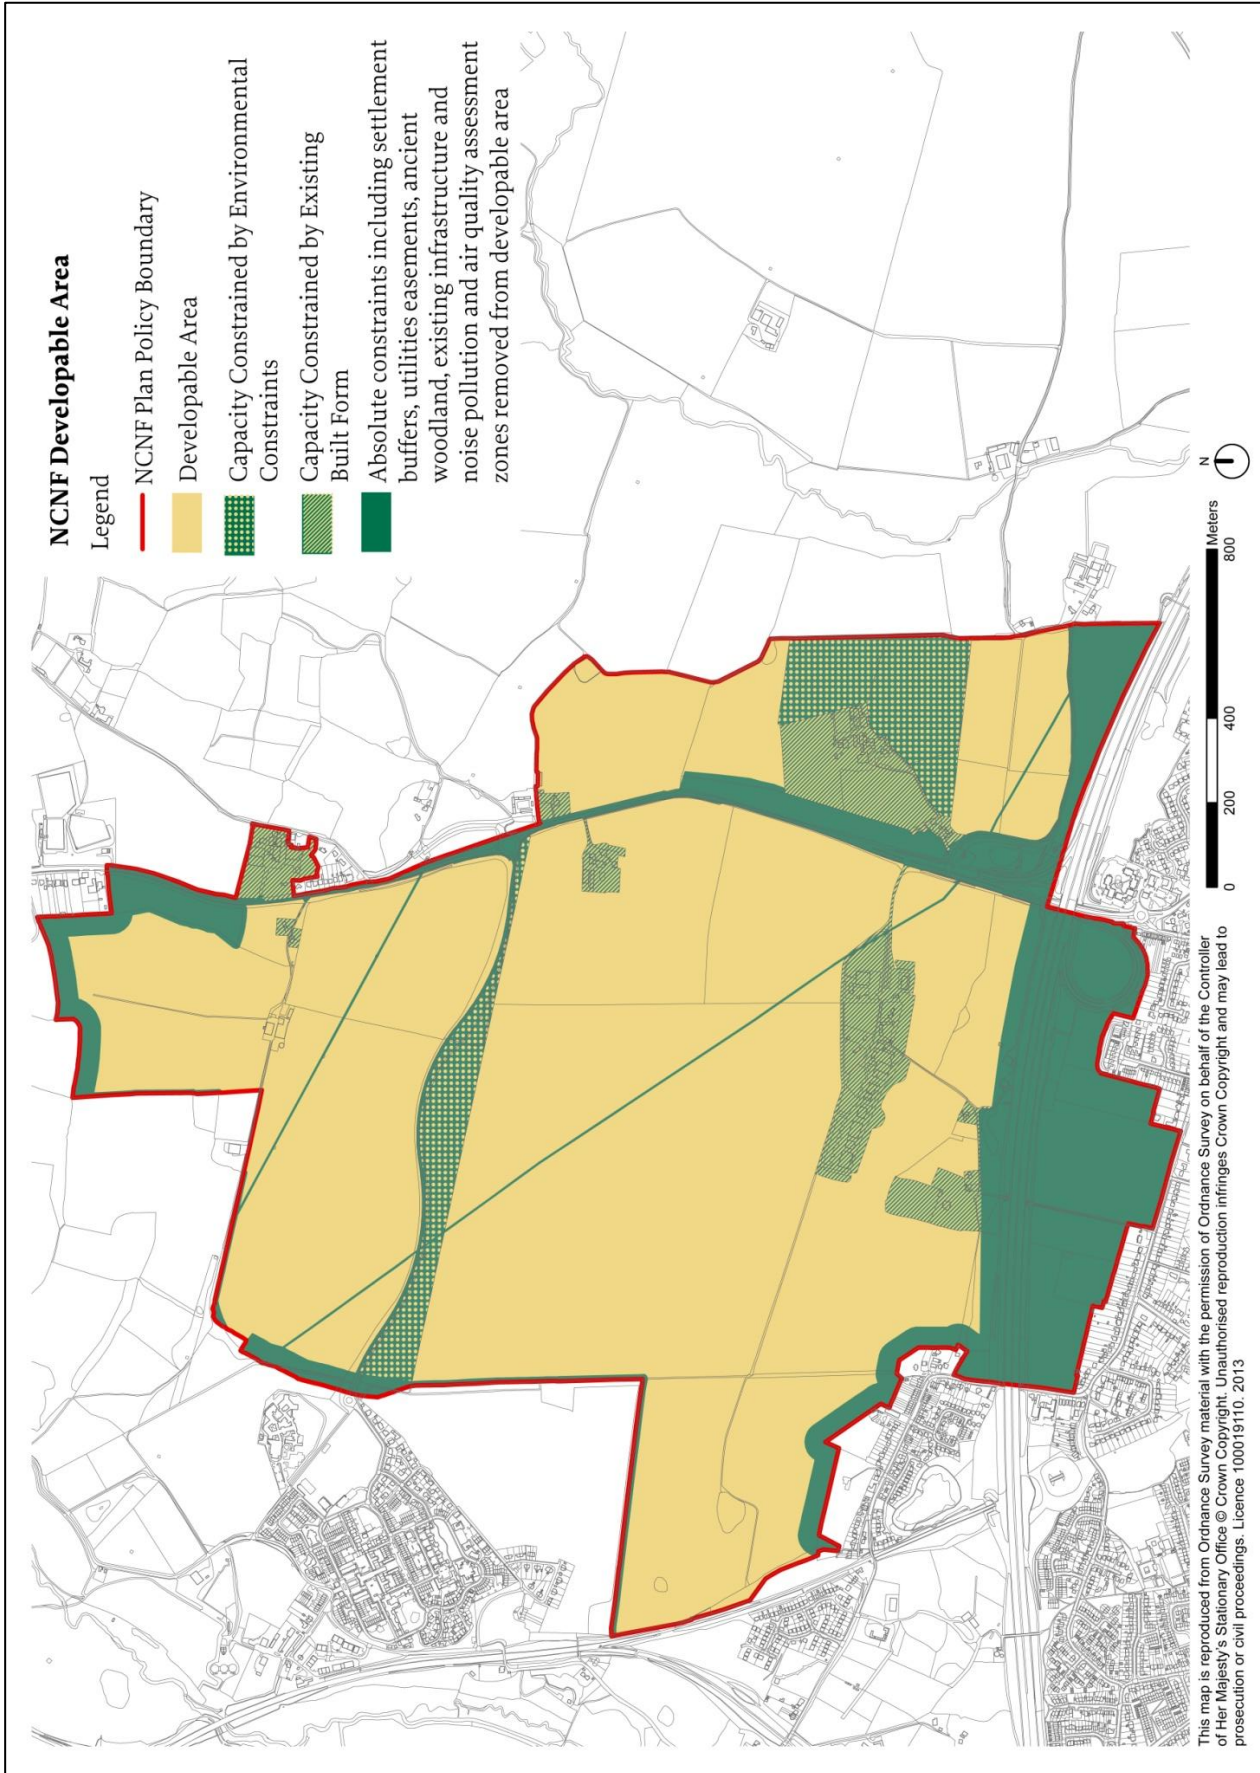 NCNF Developable Area
Legend
NCNF Plan Policy Boundary
Developable Area
Capacity Constrained by Environmental
Constraints
Capacity Constrained by Existing
Built Form
Absolute constraints including settlement
buffers, utilities easements, ancient
woodland, existing infrastructure and
noise pollution and air quality assessment
zones removed from developable area
N
0 200 400 800
Meters
This map is reproduced from Ordnance Survey material with the permission of Ordnance Survey on behalf of the Controller
of Her Majesty's Stationary Office © Crown Copyright. Unauthorised reproduction infringes Crown Copyright and may lead to
prosecution or civil proceedings. Licence 100019110. 2013